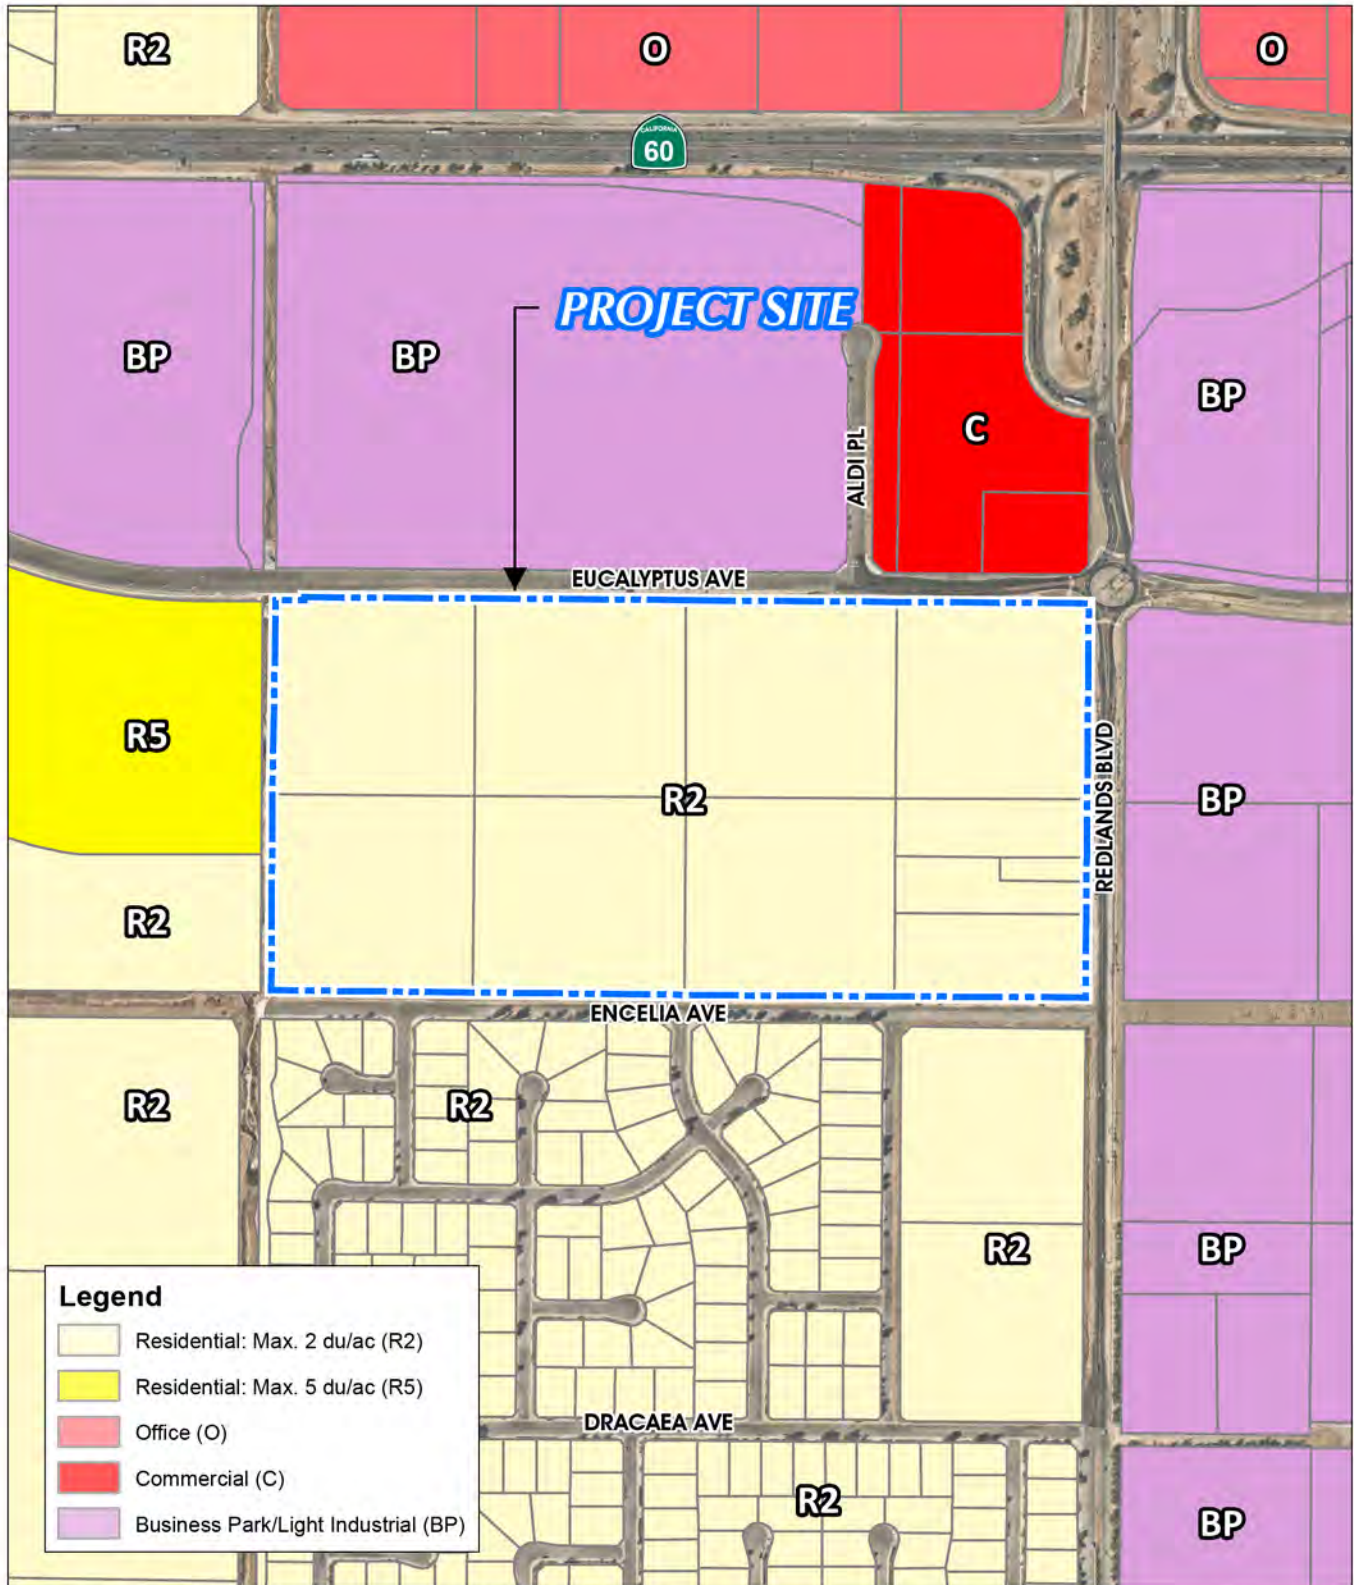 R2
O
O
CALIFORNIA
60
PROJECT SITE
BP
BP
BP
C
ALDI PL
EUCALYPTUS AVE
R5
R2
REDLANDS BLVD
BP
R2
ENCELIA AVE
R2
R2
R2
BP
Legend
Residential: Max. 2 du/ac (R2)
Residential: Max. 5 du/ac (R5)
Office (O)
Commercial (C)
Business Park/Light Industrial (BP)
DRACAEA AVE
R2
BP